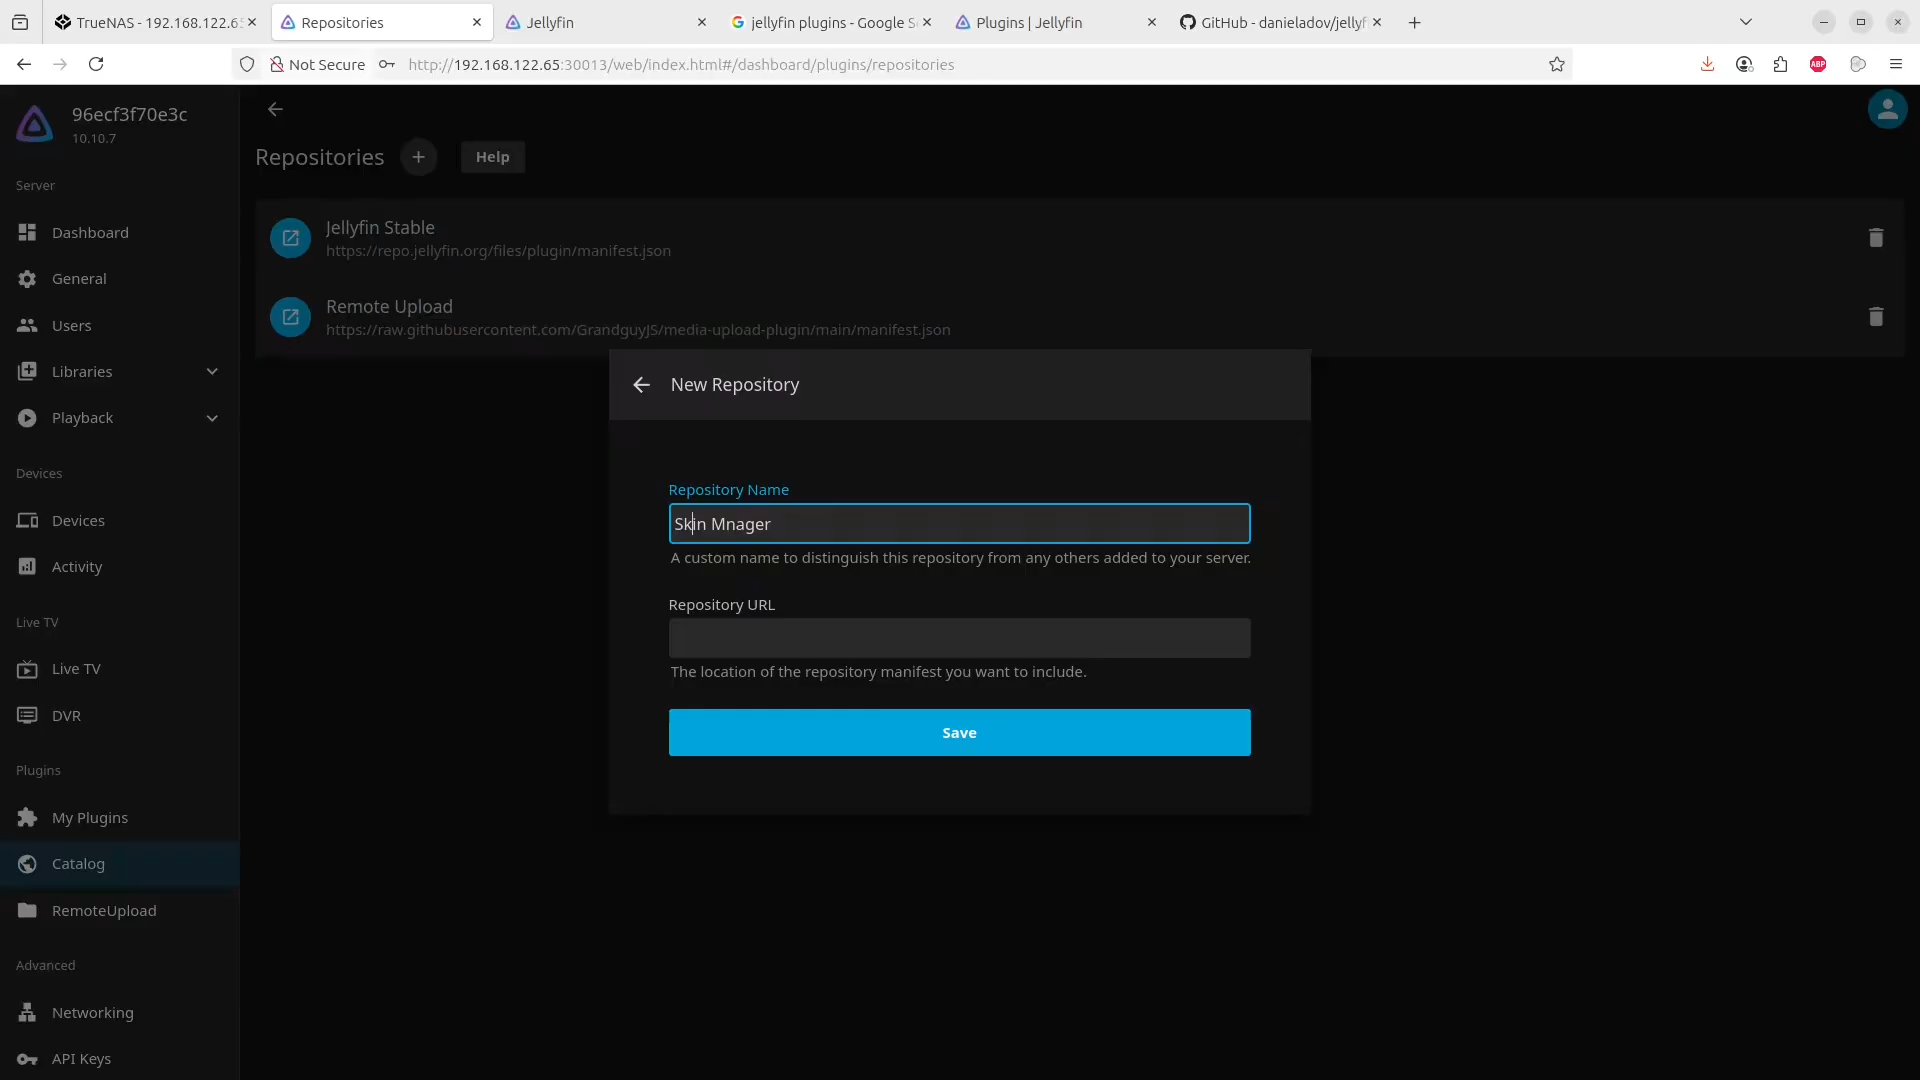 TrueNAS - 192.168.122.6
Repositories
Jellyfin
jellyfin plugins - Google S
Plugins | Jellyfin
GitHub - danieladov/jellyf
Not Secure
http://192.168.122.65:30013/web/index.html#/dashboard/plugins/repositories
ABP
96ecf3f70e3c
10.10.7
Server
Dashboard
General
Users
Libraries
Playback
Devices
Devices
Activity
Live TV
Live TV
DVR
Plugins
My Plugins
Catalog
RemoteUpload
Advanced
Networking
API Keys
Repositories
Help
Jellyfin Stable
https://repo.jellyfin.org/files/plugin/manifest.json
Remote Upload
https://raw.githubusercontent.com/GrandguyJS/media-upload-plugin/main/manifest.json
New Repository
Repository Name
Skin Mnager
A custom name to distinguish this repository from any others added to your server.
Repository URL
The location of the repository manifest you want to include.
Save